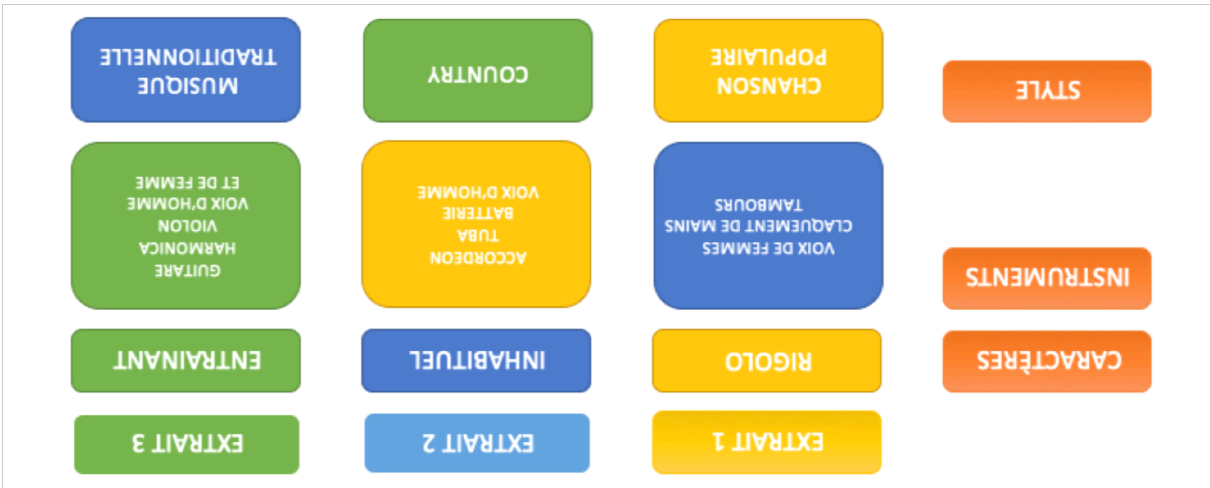 EXTRAIT 1
EXTRAIT 2
EXTRAIT 3
CARACTÈRES
RIGOLO
INHABITUEL
ENTRAINANT
INSTRUMENTS
VOIX DE FEMMES
CLAQUEMENT DE MAINS
TAMBOURS
ACCORDEON
TUBA
BATTERIE
VOIX D'HOMME
GUITARE
HARMONICA
VIOLON
VOIX D'HOMME
ET DE FEMME
STYLE
CHANSON
POPULAIRE
COUNTRY
MUSIQUE
TRADITIONNELLE